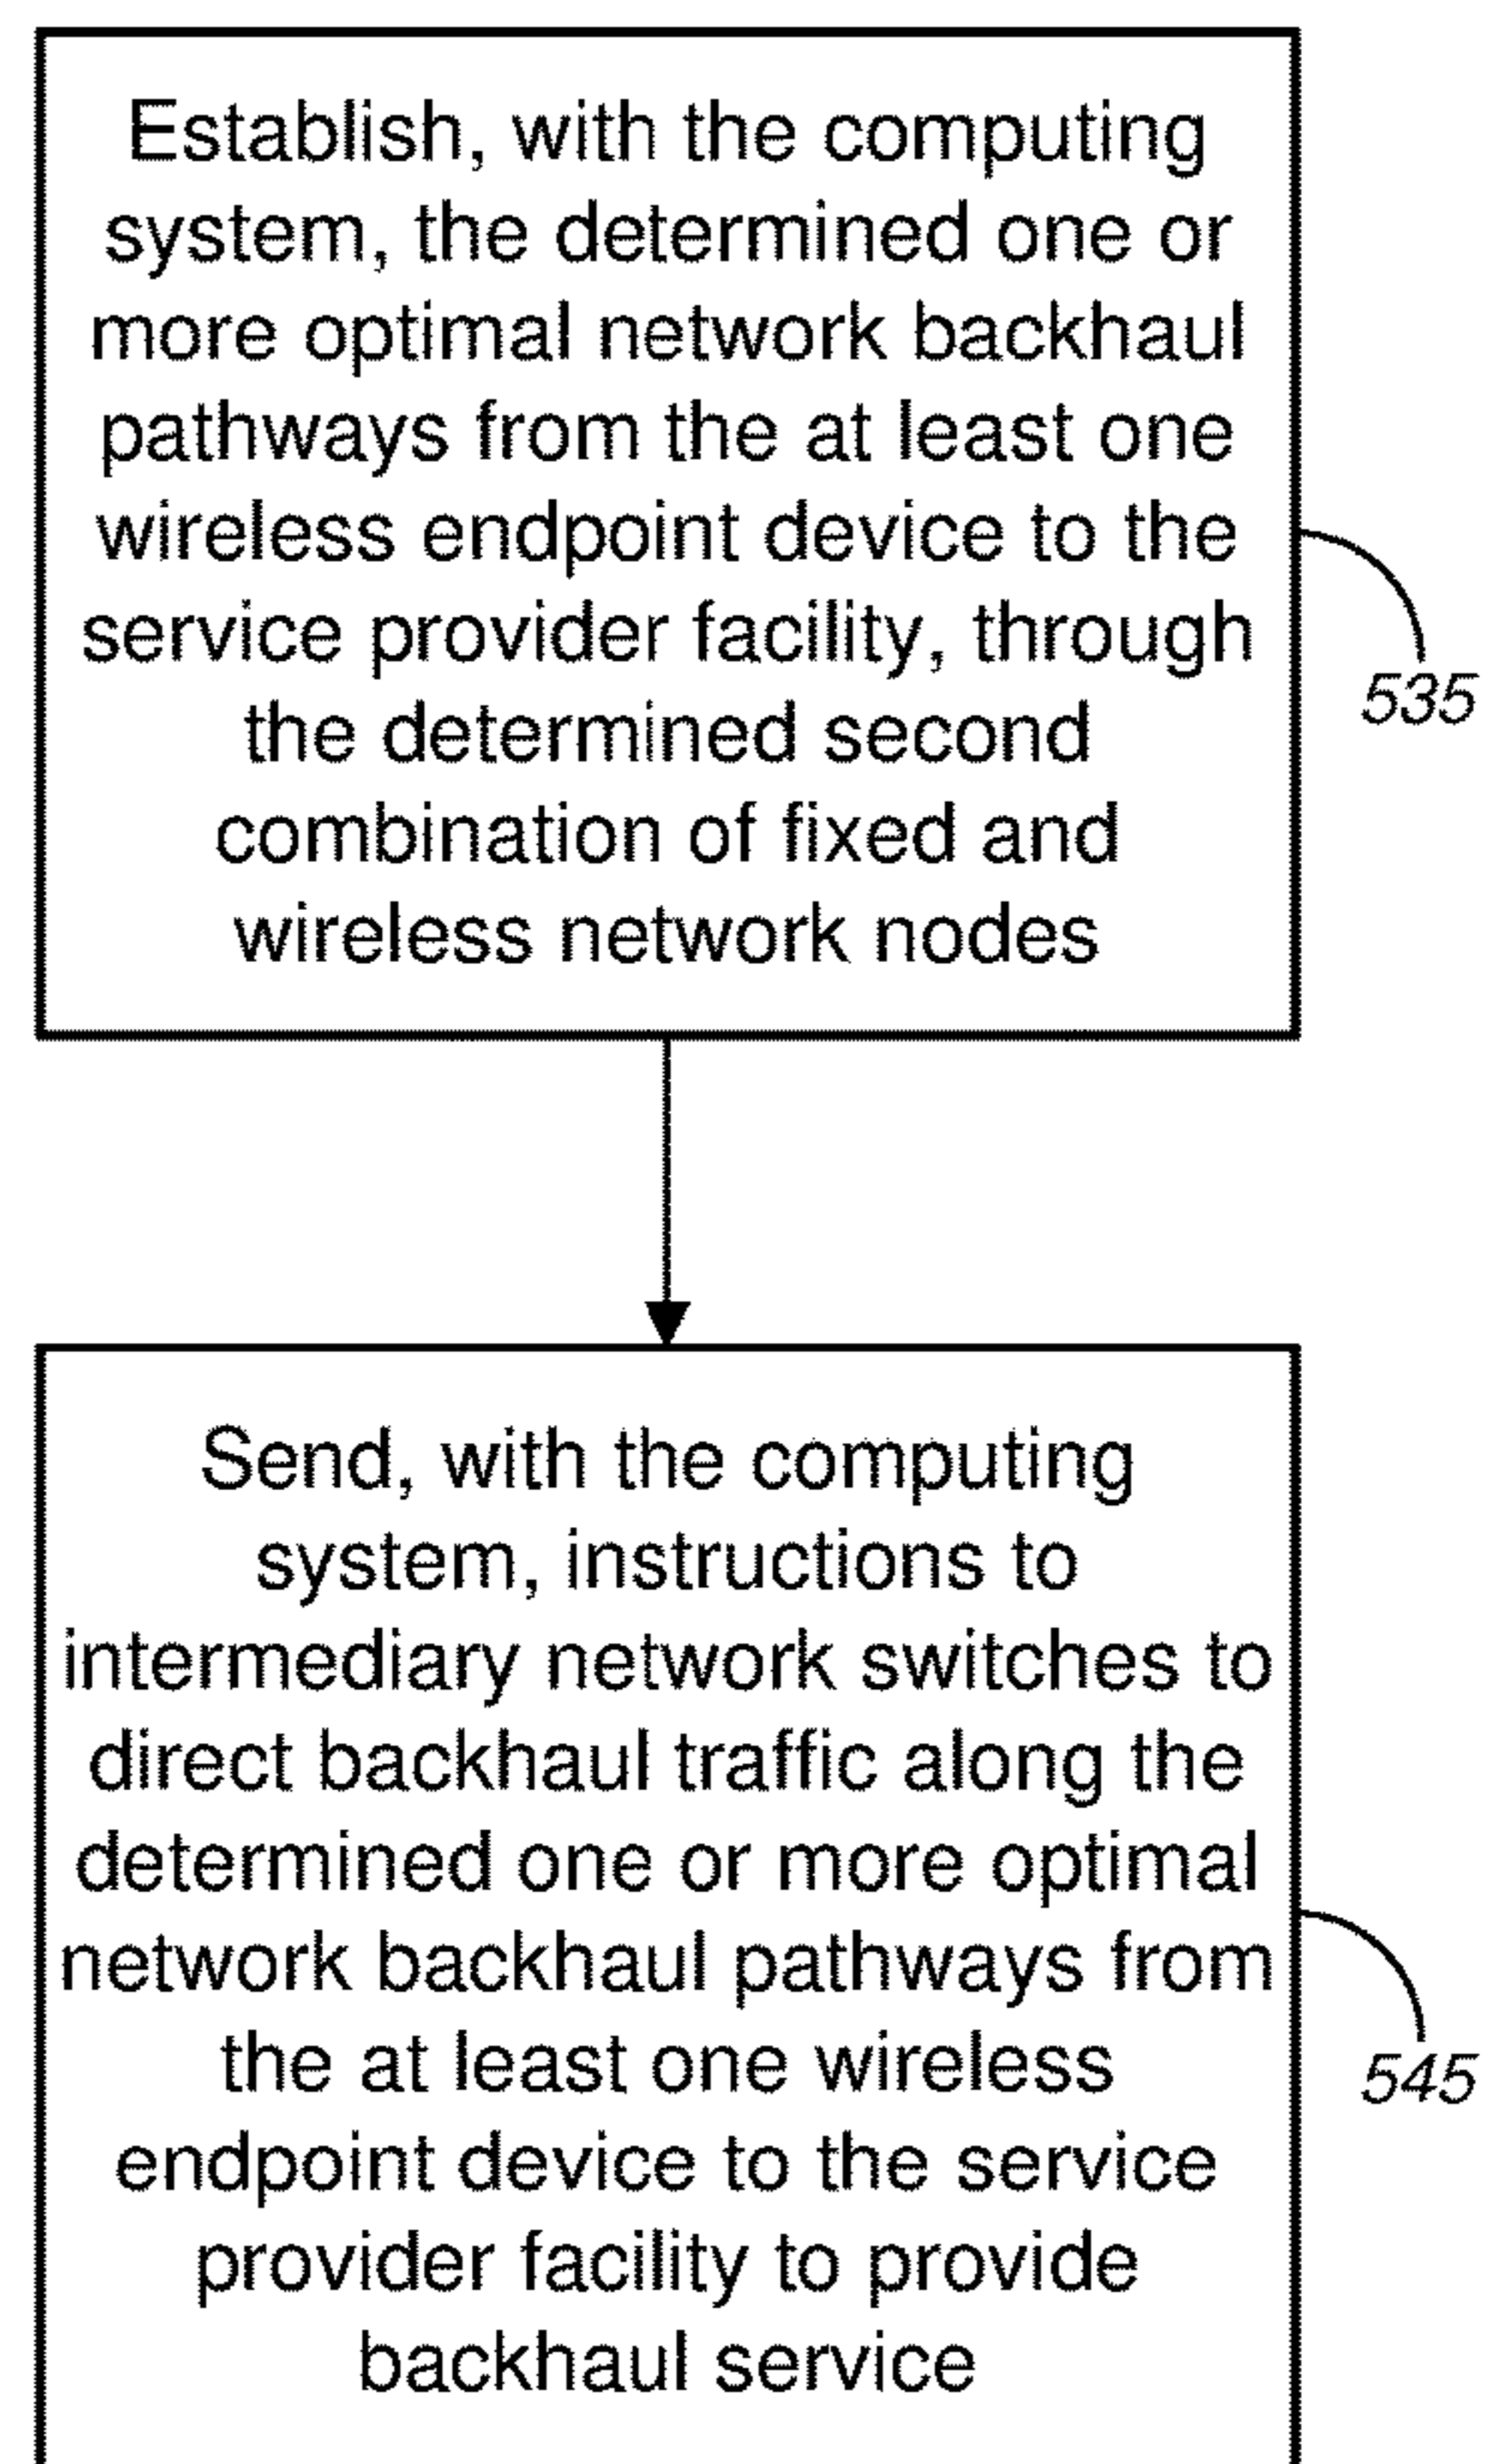 Establish, with the computing
system, the determined one or
more optimal network backhaul
pathways from the at least one
wireless endpoint device to the
service provider facility, through
the determined second
combination of fixed and
wireless network nodes
535
Send, with the computing
system, instructions to
intermediary network switches to
direct backhaul traffic along the
determined one or more optimal
network backhaul pathways from
the at least one wireless
endpoint device to the service
provider facility to provide
backhaul service
545